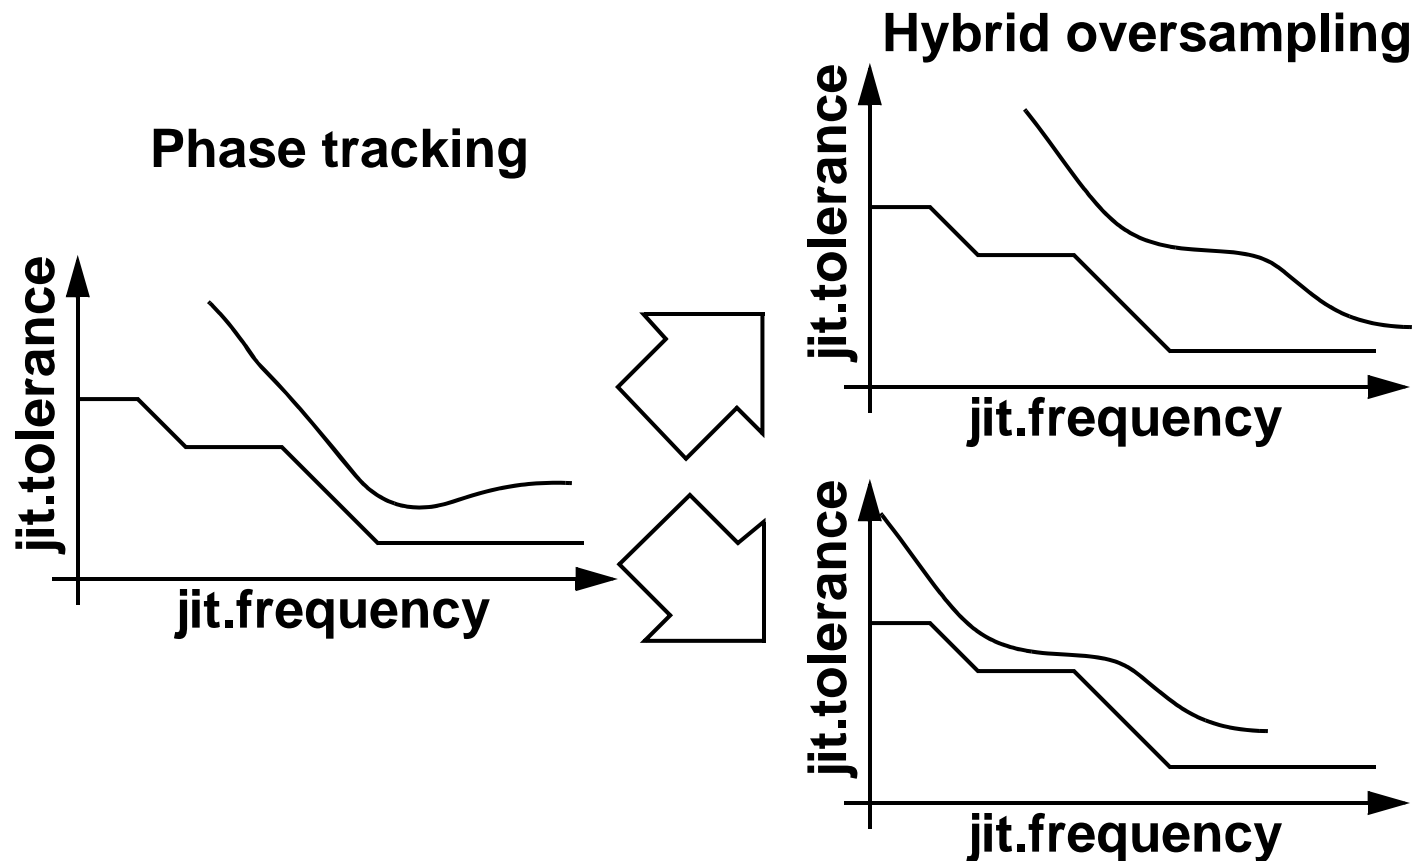 Hybrid oversampling
Phase tracking
jit.tolerance
jit.frequency
jit.tolerance
jit.frequency
jit.tolerance
jit.frequency